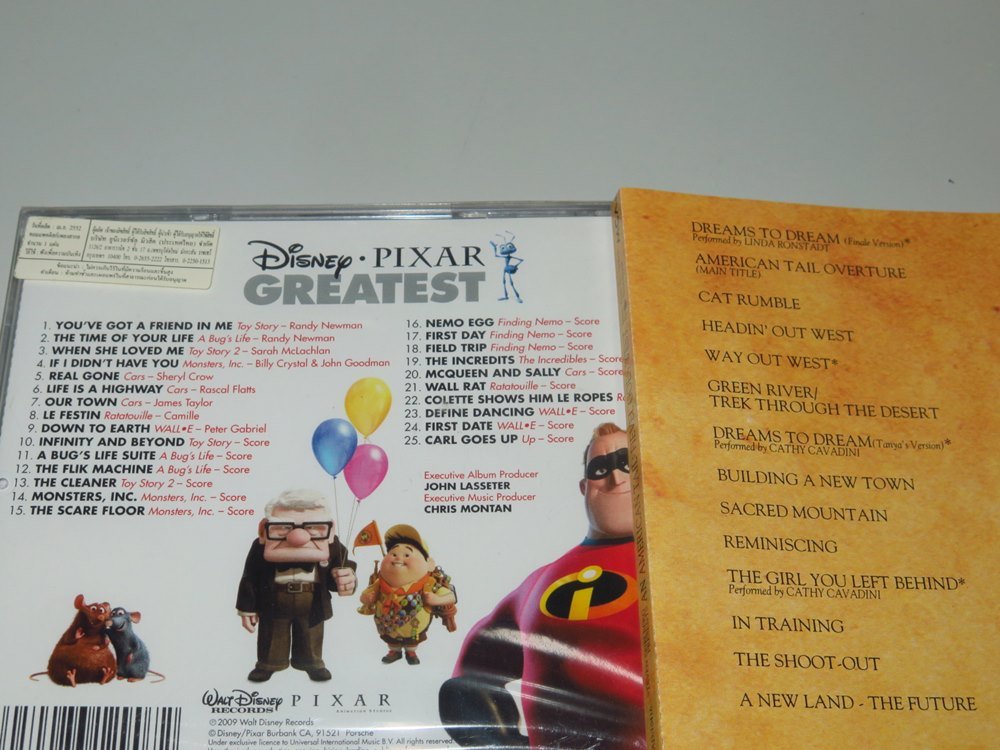 DISNEY • PIXAR
GREATEST
1. YOU'VE GOT A FRIEND IN ME Toy Story – Randy Newman
2. THE TIME OF YOUR LIFE A Bug's Life – Randy Newman
3. WHEN SHE LOVED ME Toy Story 2 – Sarah McLachlan
4. IF I DIDN'T HAVE YOU Monsters, Inc. – Billy Crystal & John Goodman
5. REAL GONE Cars – Sheryl Crow
6. LIFE IS A HIGHWAY Cars – Rascal Flatts
7. OUR TOWN Cars – James Taylor
8. LE FESTIN Ratatouille – Camille
9. DOWN TO EARTH WALL•E – Peter Gabriel
10. INFINITY AND BEYOND Toy Story – Score
11. A BUG'S LIFE SUITE A Bug's Life – Score
12. THE FLIK MACHINE A Bug's Life – Score
13. THE CLEANER Toy Story 2 – Score
14. MONSTERS, INC. Monsters, Inc. – Score
15. THE SCARE FLOOR Monsters, Inc. – Score
16. NEMO EGG Finding Nemo – Score
17. FIRST DAY Finding Nemo – Score
18. FIELD TRIP Finding Nemo – Score
19. THE INCREDITS The Incredibles – Score
20. MCQUEEN AND SALLY Cars – Score
21. WALL RAT Ratatouille – Score
22. COLETTE SHOWS HIM LE ROPES
23. DEFINE DANCING WALL•E – Score
24. FIRST DATE WALL•E – Score
25. CARL GOES UP Up – Score
Executive Album Producer
JOHN LASSETER
Executive Music Producer
CHRIS MONTAN
WALT DISNEY
RECORDS
PIXAR
ANIMATION STUDIOS
℗ 2009 Walt Disney Records
© Disney/Pixar Burbank CA, 91521 Porsche
Under exclusive licence to Universal International Music B.V. All rights reserved
DREAMS TO DREAM (Finale Version)*
Performed by LINDA RONSTADT
AMERICAN TAIL OVERTURE
(MAIN TITLE)
CAT RUMBLE
HEADIN' OUT WEST
WAY OUT WEST*
GREEN RIVER/
TREK THROUGH THE DESERT
DREAMS TO DREAM (Tanya's Version)*
Performed by CATHY CAVADINI
BUILDING A NEW TOWN
SACRED MOUNTAIN
REMINISCING
THE GIRL YOU LEFT BEHIND*
Performed by CATHY CAVADINI
IN TRAINING
THE SHOOT-OUT
A NEW LAND - THE FUTURE